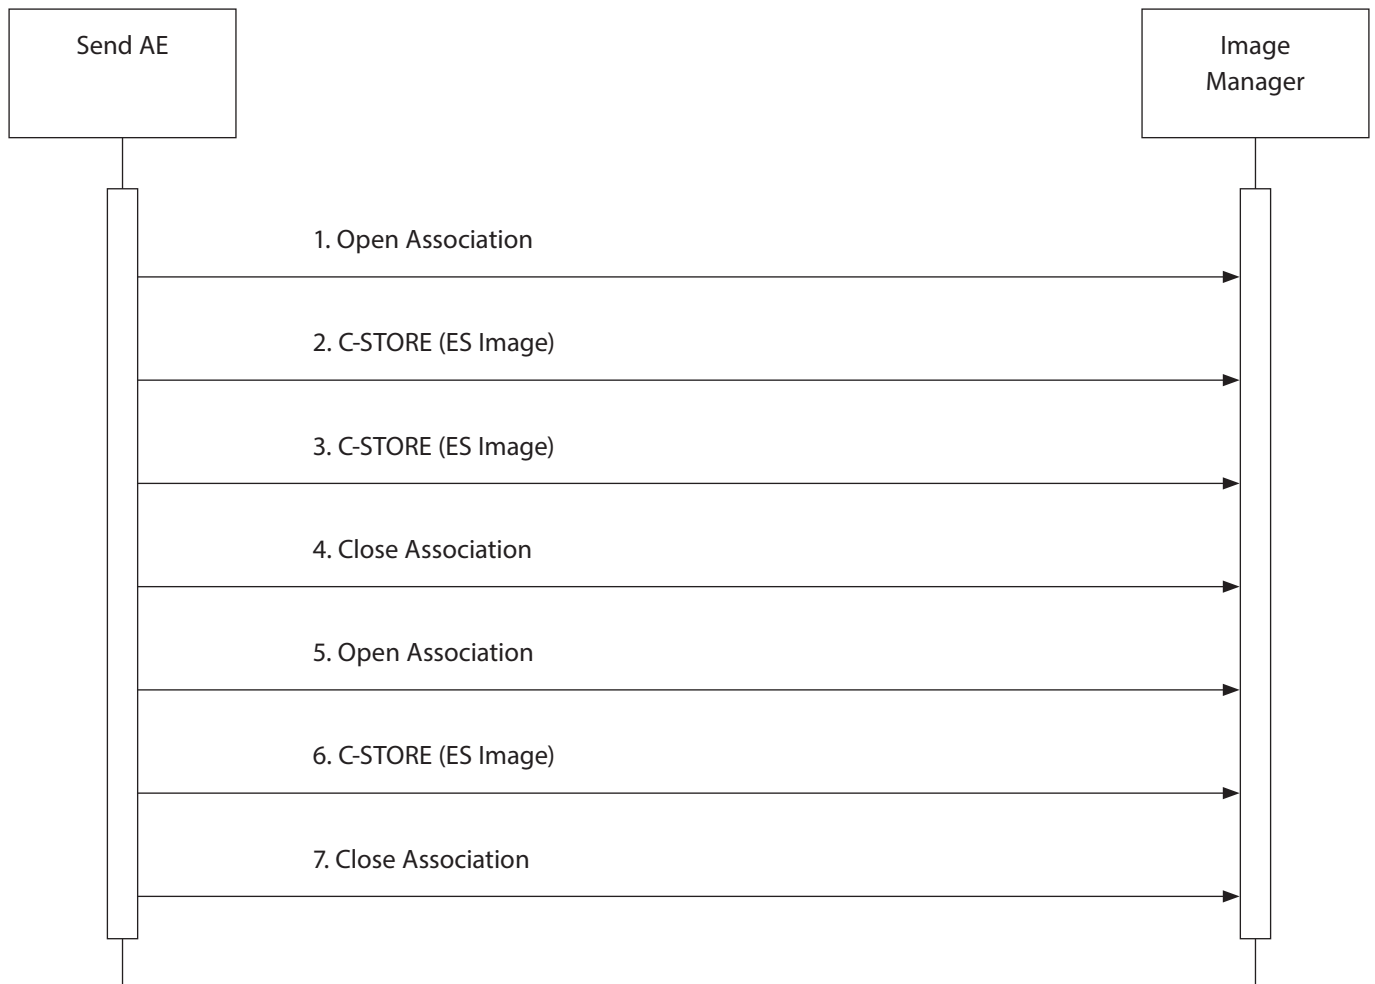 Send AE
Image
Manager
1. Open Association
2. C-STORE (ES Image)
3. C-STORE (ES Image)
4. Close Association
5. Open Association
6. C-STORE (ES Image)
7. Close Association